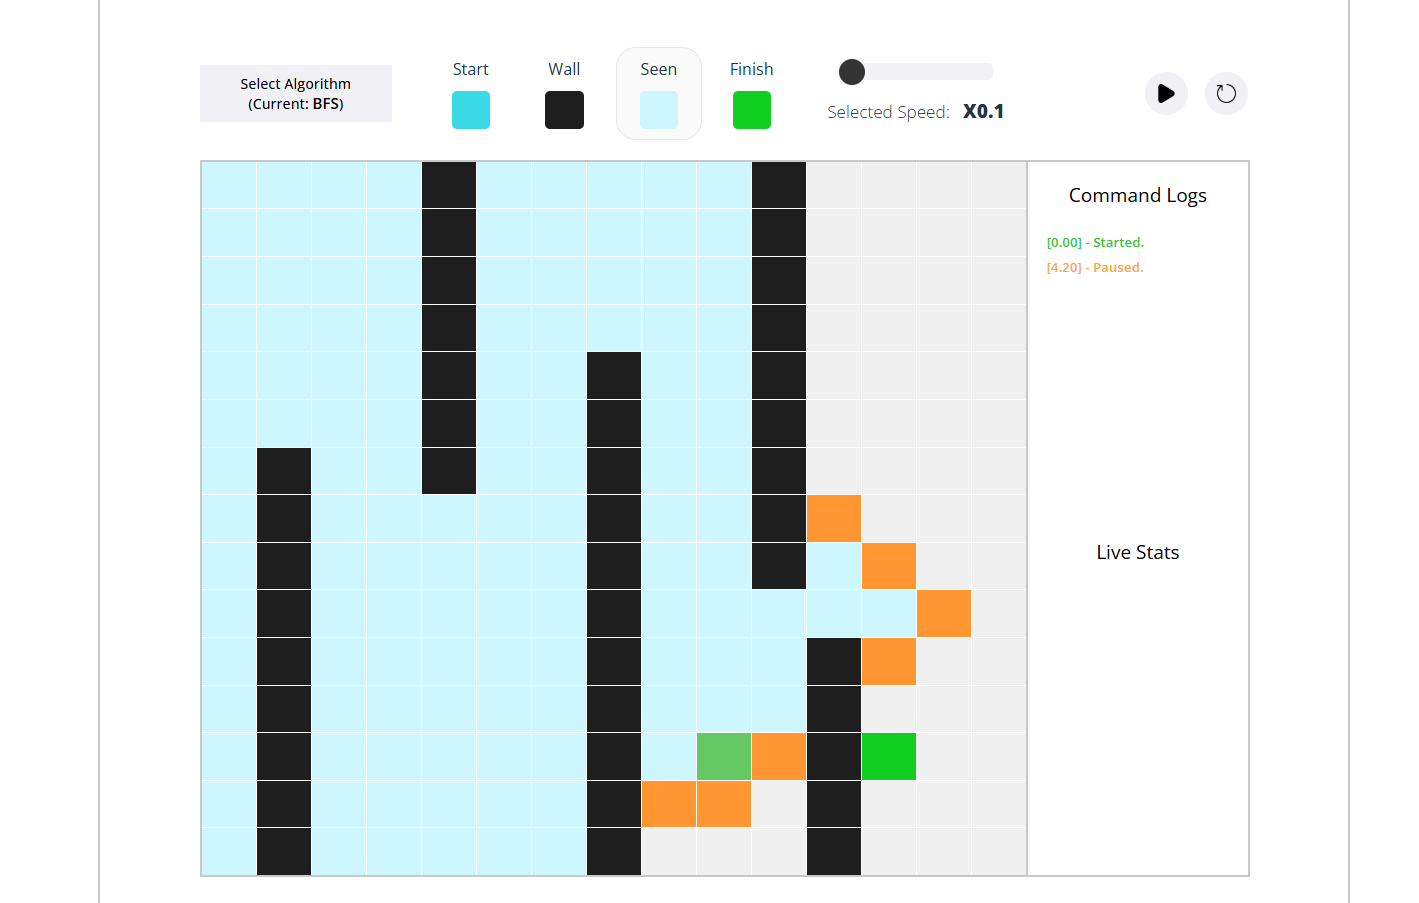 Select Algorithm
(Current: BFS)
Start
Wall
Seen
Finish
Selected Speed: X0.1
Command Logs
[0.00] - Started.
[4.20] - Paused.
Live Stats